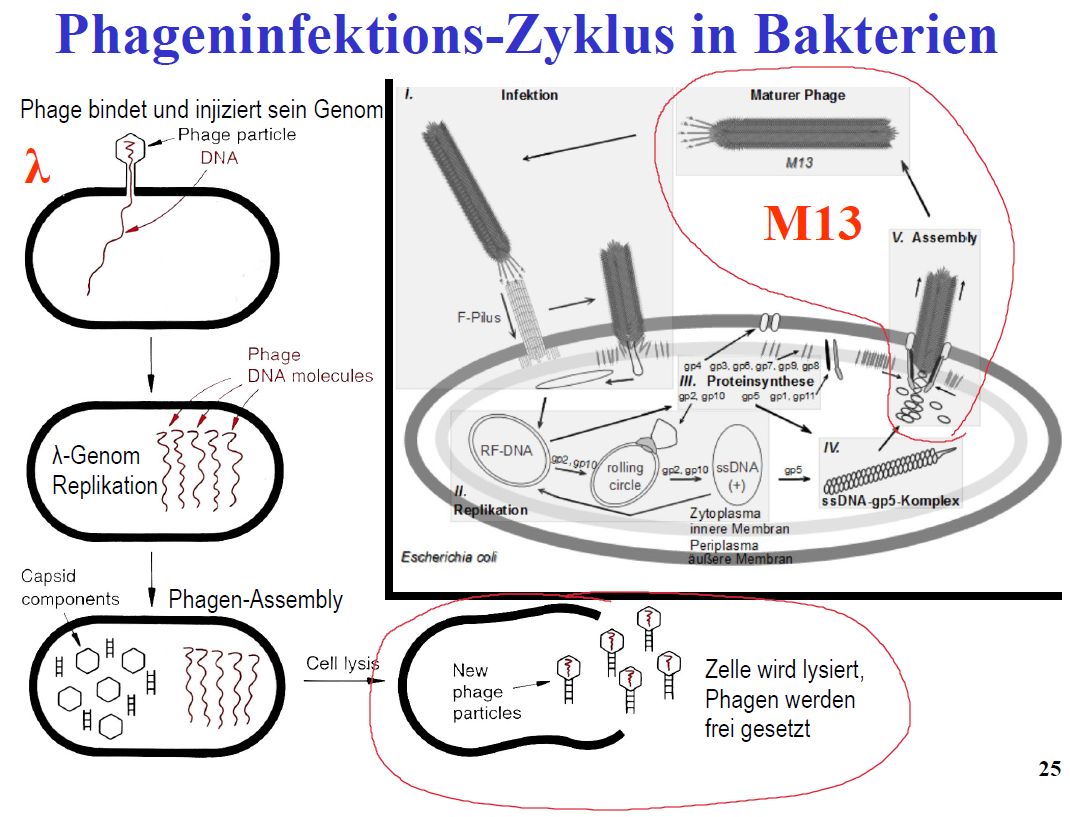 Phageninfektions-Zyklus in Bakterien
Phage bindet und injiziert sein Genom
Phage particle
DNA
λ
Phage
DNA molecules
λ-Genom
Replikation
Capsid
components
Phagen-Assembly
Cell lysis
New
phage
particles
Zelle wird lysiert,
Phagen werden
frei gesetzt
I.
Infektion
Maturer Phage
M13
M13
V. Assembly
F-Pilus
gp4 gp3, gp6, gp7, gp9, gp8
III. Proteinsynthese
gp2, gp10 gp5 gp1, gp11
RF-DNA
gp2, gp10
rolling
circle
gp2, gp10
ssDNA
(+)
gp5
IV.
ssDNA-gp5-Komplex
II.
Replikation
Zytoplasma
innere Membran
Periplasma
äußere Membran
Escherichia coli
25